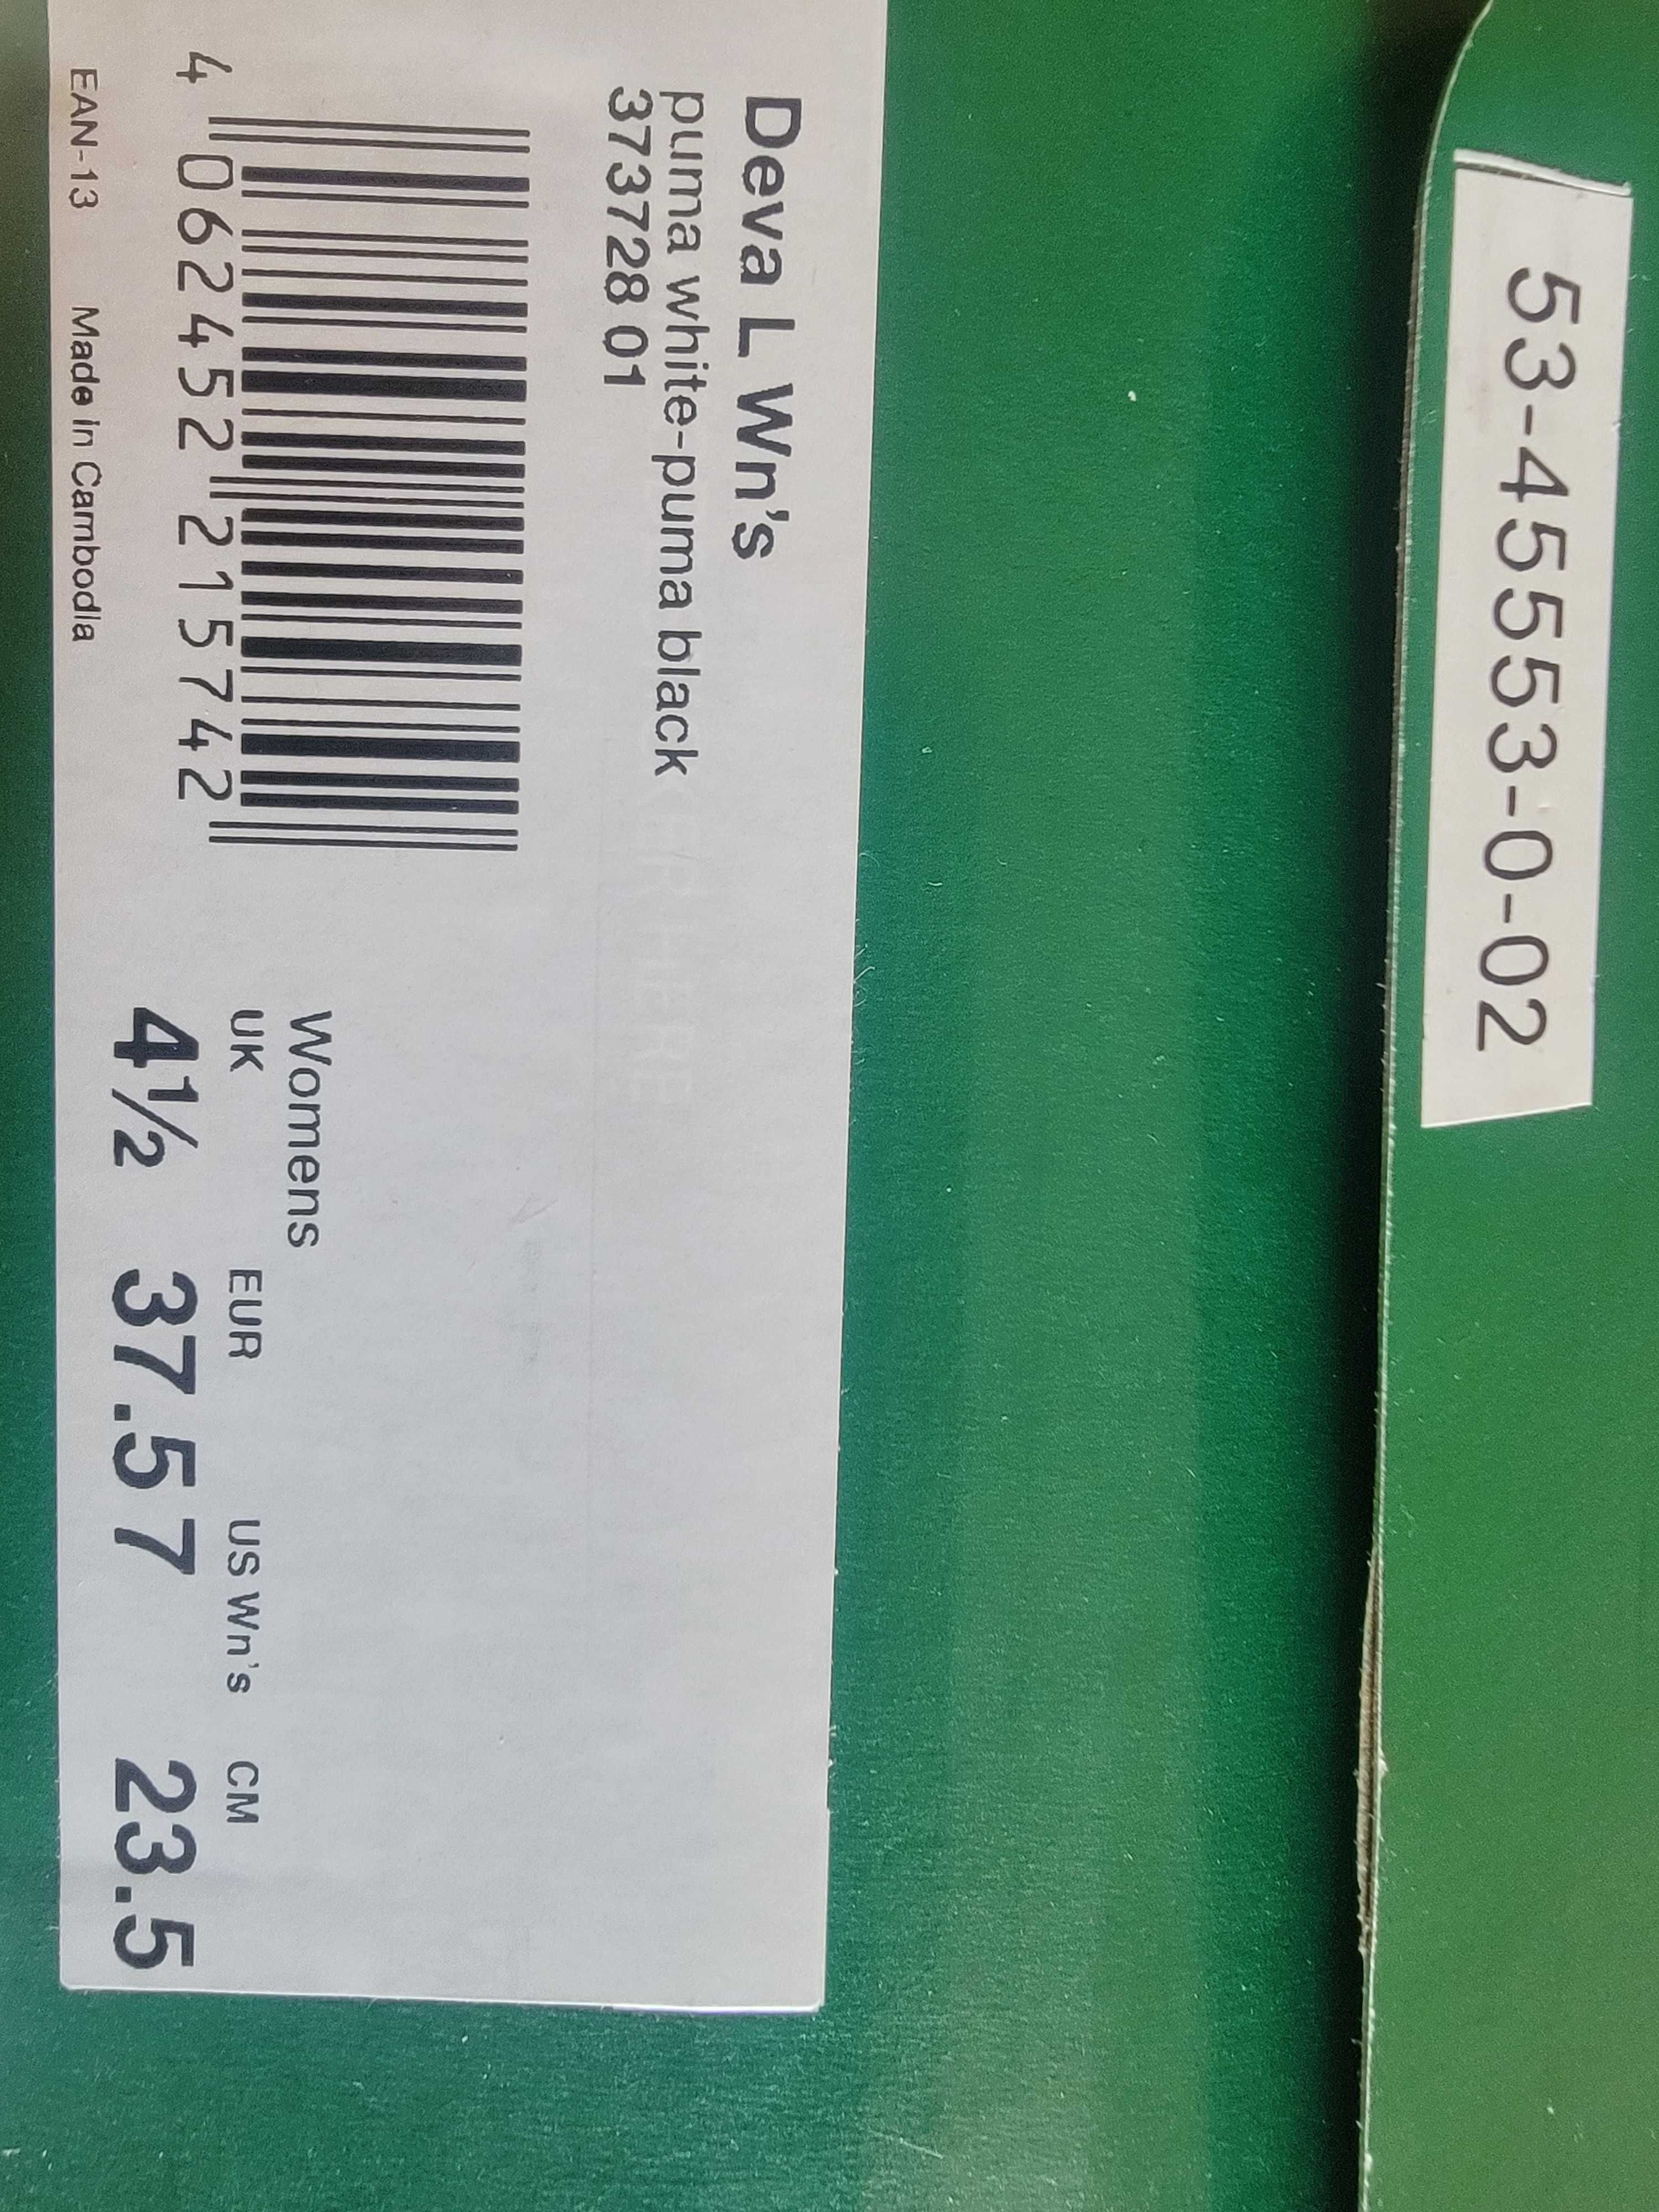 53-45553-0-02
Deva L Wn's
puma white-puma black
373728 01
4 062452 215742
EAN-13 Made in Cambodia
Womens
UK EUR US Wn's CM
4½ 37.5 7 23.5